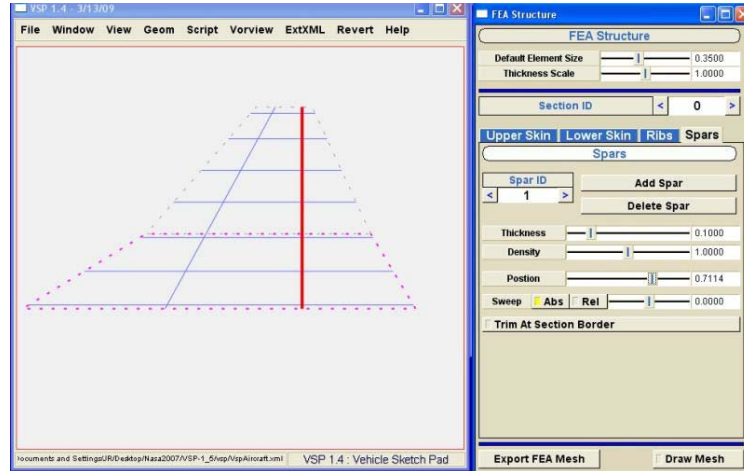 VSP 1.4 - 3/13/09
File Window View Geom Script Vorview ExtXML Revert Help
ocuments and SettingsUR/Desktop/Nasa2007/VSP-1_5/vsp/VspAircraft.xml
VSP 1.4 : Vehicle Sketch Pad
FEA Structure
FEA Structure
Default Element Size 0.3500
Thickness Scale 1.0000
Section ID < 0 >
Upper Skin Lower Skin Ribs Spars
Spars
Spar ID
< 1 >
Add Spar
Delete Spar
Thickness 0.1000
Density 1.0000
Postion 0.7114
Sweep Abs Rel 0.0000
Trim At Section Border
Export FEA Mesh Draw Mesh